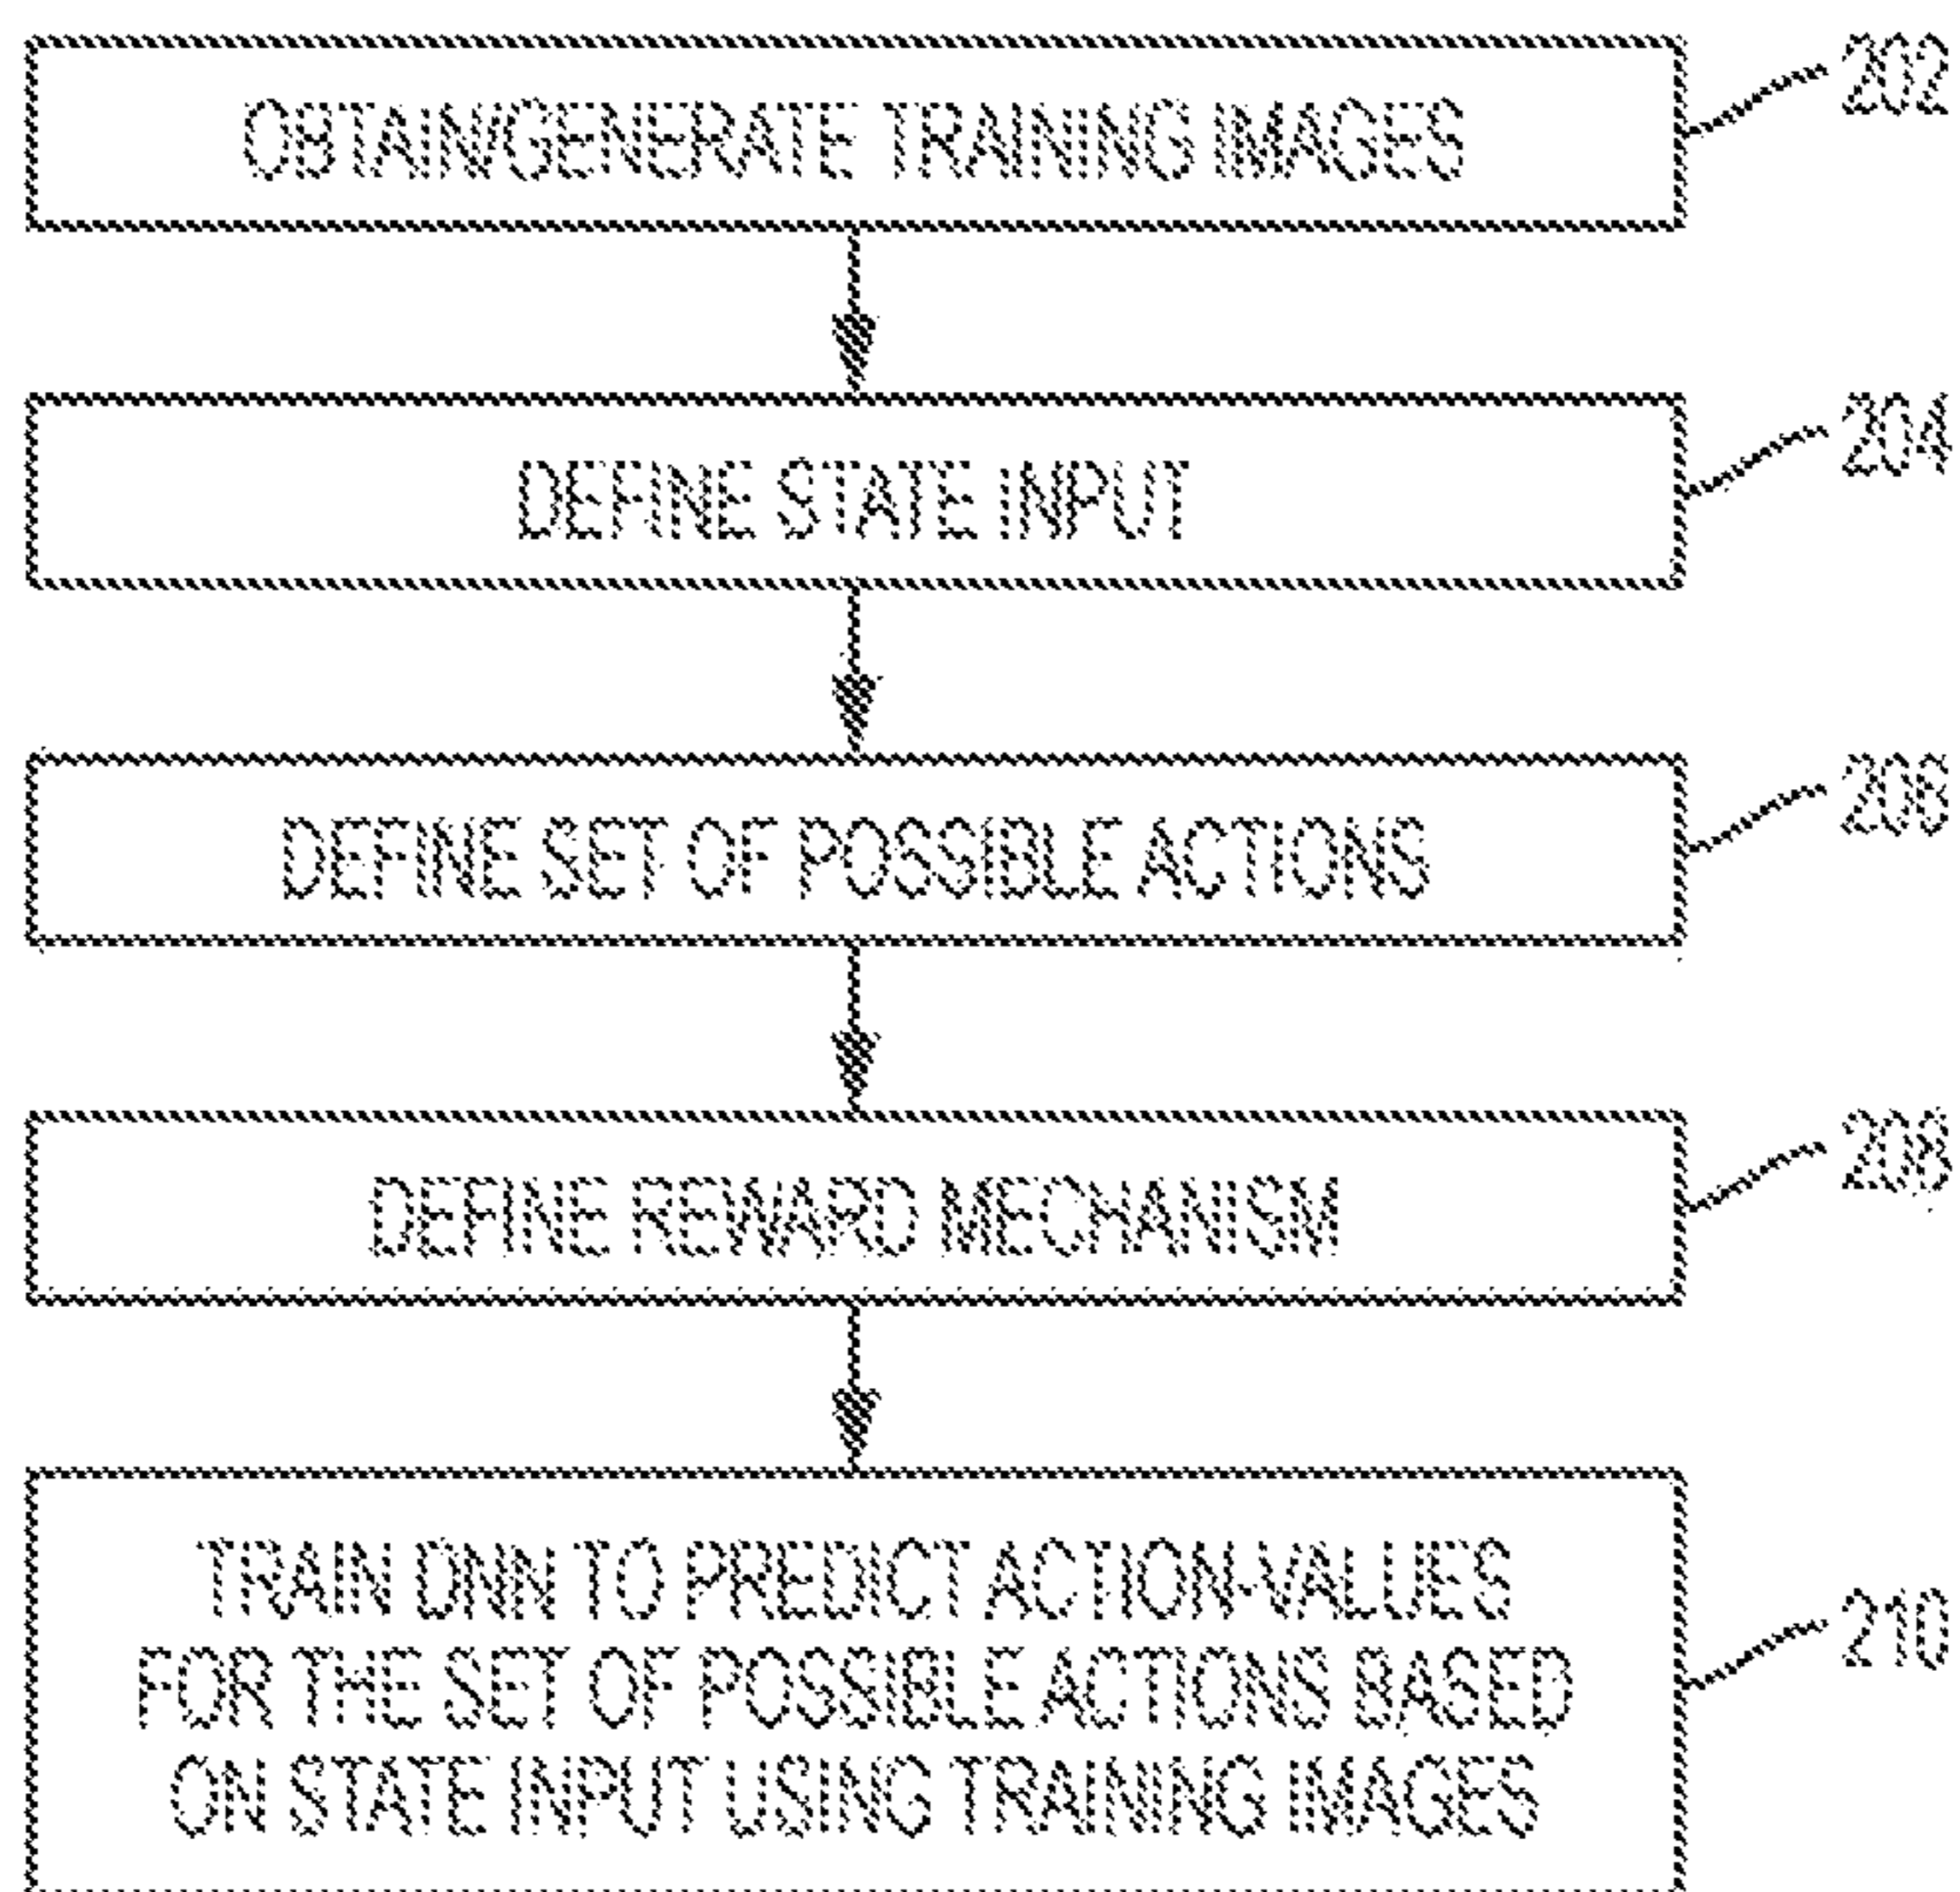 OBTAIN/GENERATE TRAINING IMAGES
202
DEFINE STATE INPUT
204
DEFINE SET OF POSSIBLE ACTIONS
206
DEFINE REWARD MECHANISM
208
TRAIN DNN TO PREDICT ACTION-VALUES
FOR THE SET OF POSSIBLE ACTIONS BASED
ON STATE INPUT USING TRAINING IMAGES
210